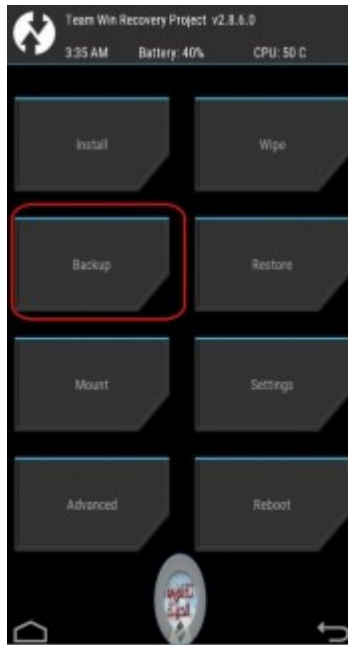 Team Win Recovery Project v2.8.6.0
3:35 AM Battery: 40% CPU: 50 C
Install Wipe
Backup Restore
Mount Settings
Advanced Reboot